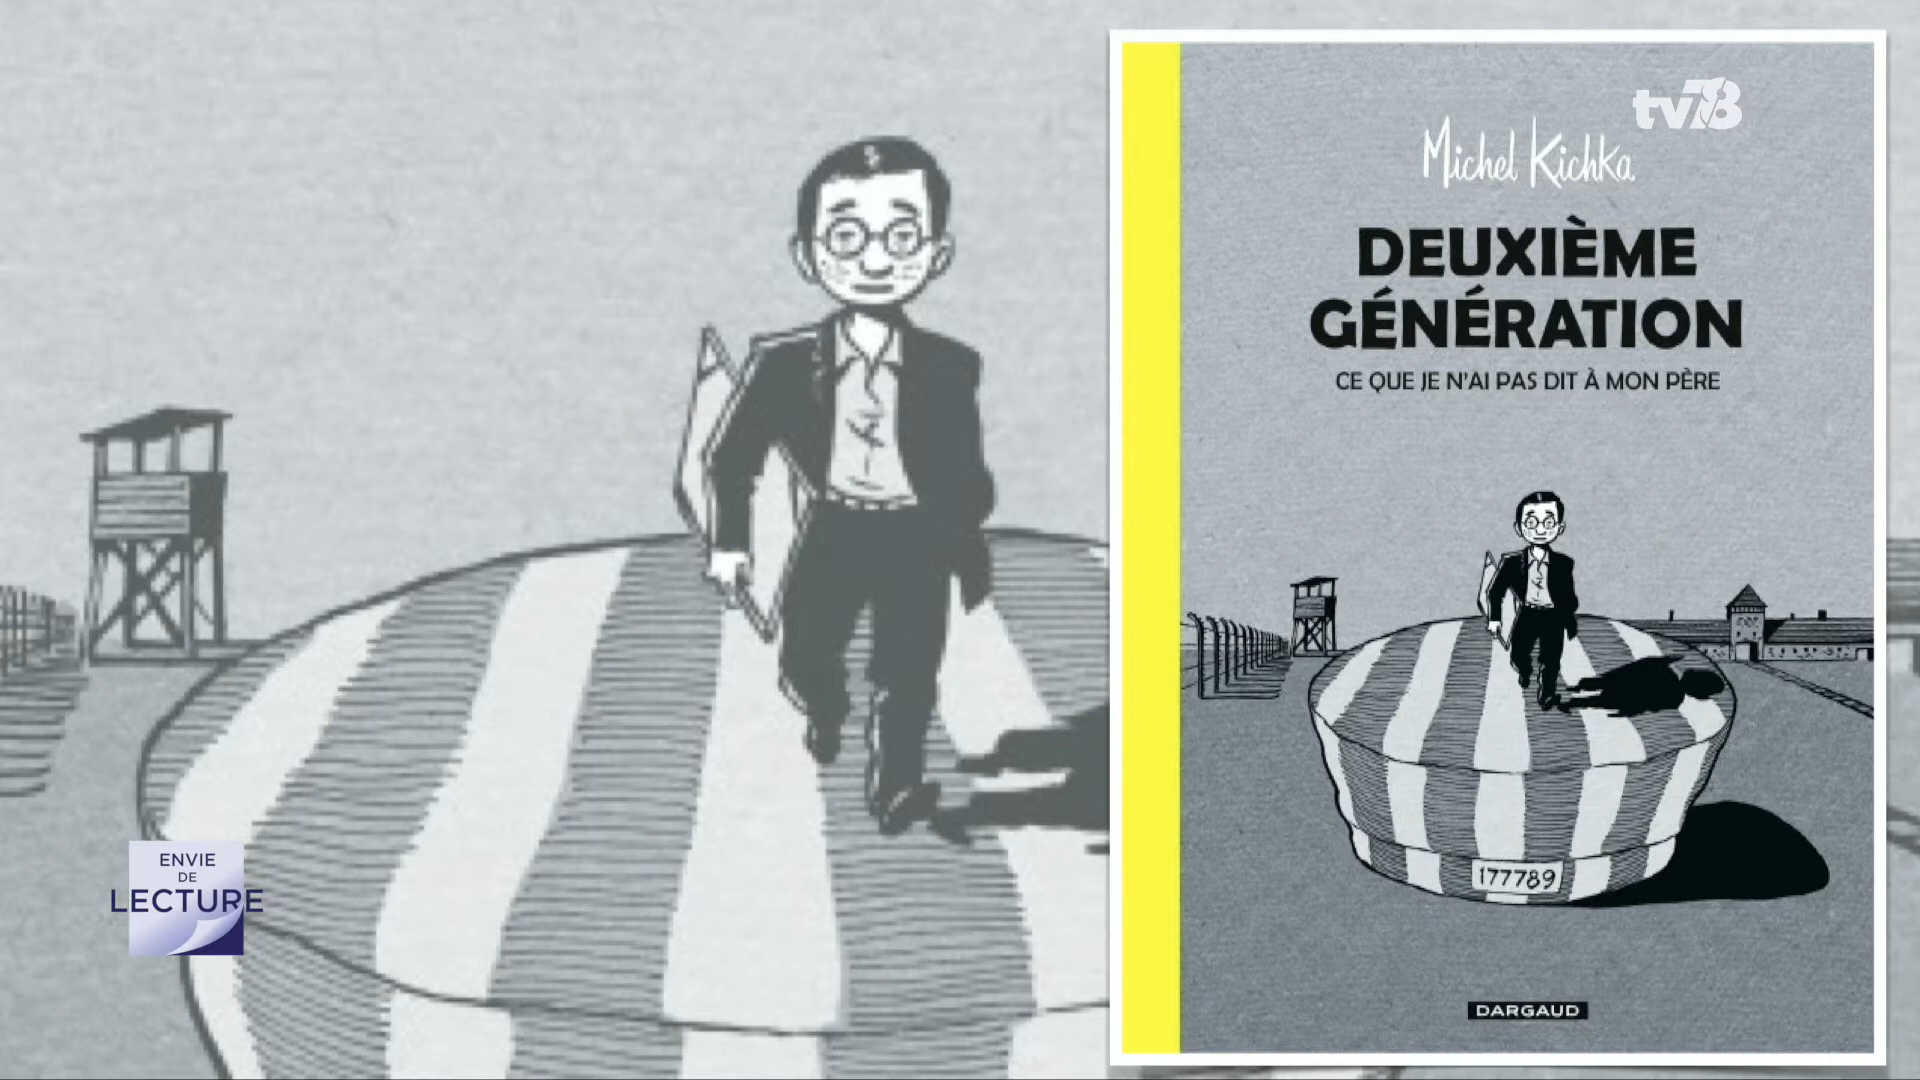 tv78
Michel Kichka
DEUXIÈME
GÉNÉRATION
CE QUE JE N'AI PAS DIT À MON PÈRE
177789
DARGAUD
ENVIE
DE
LECTURE